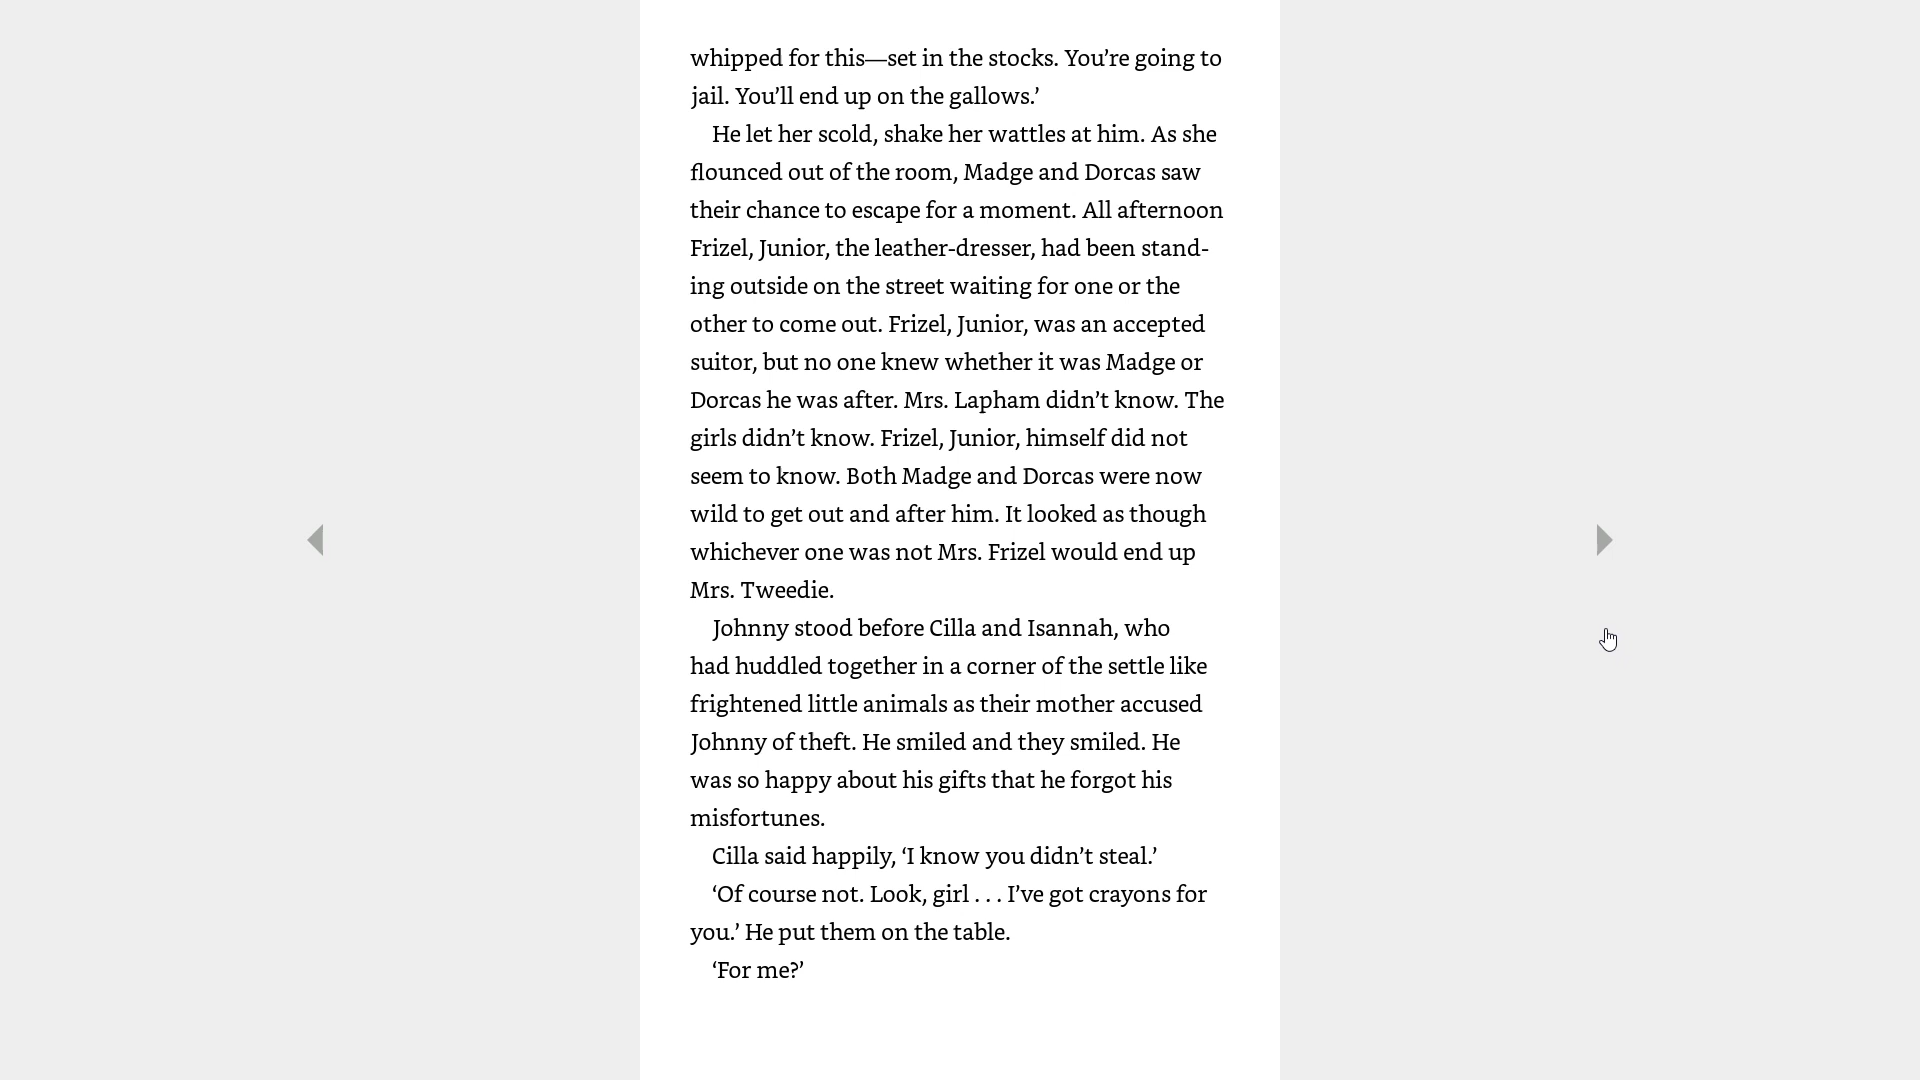 whipped for this—set in the stocks. You’re going to
jail. You’ll end up on the gallows.’
He let her scold, shake her wattles at him. As she
flounced out of the room, Madge and Dorcas saw
their chance to escape for a moment. All afternoon
Frizel, Junior, the leather-dresser, had been stand-
ing outside on the street waiting for one or the
other to come out. Frizel, Junior, was an accepted
suitor, but no one knew whether it was Madge or
Dorcas he was after. Mrs. Lapham didn’t know. The
girls didn’t know. Frizel, Junior, himself did not
seem to know. Both Madge and Dorcas were now
wild to get out and after him. It looked as though
whichever one was not Mrs. Frizel would end up
Mrs. Tweedie.
Johnny stood before Cilla and Isannah, who
had huddled together in a corner of the settle like
frightened little animals as their mother accused
Johnny of theft. He smiled and they smiled. He
was so happy about his gifts that he forgot his
misfortunes.
Cilla said happily, ‘I know you didn’t steal.’
‘Of course not. Look, girl . . . I’ve got crayons for
you.’ He put them on the table.
‘For me?’